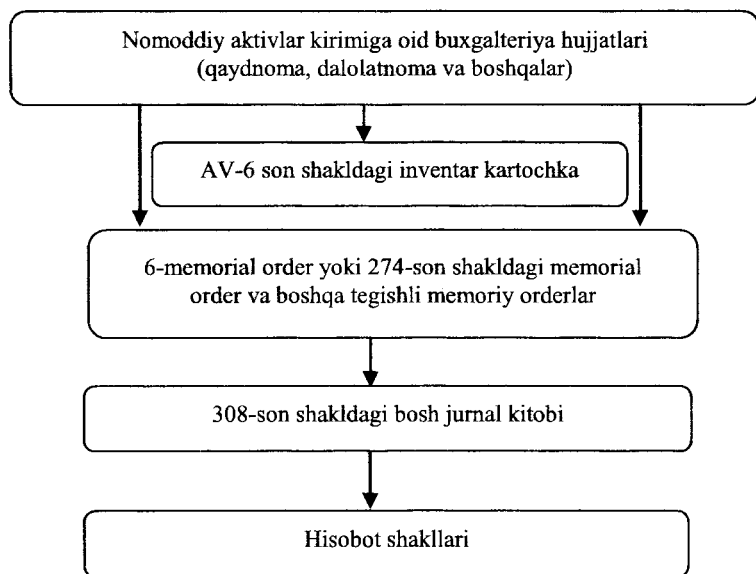 Nomoddiy aktivlar kirimiga oid buxgalteriya hujjatlari
(qaydnoma, dalolatnoma va boshqalar)
AV-6 son shakldagi inventar kartochka
6-memorial order yoki 274-son shakldagi memorial
order va boshqa tegishli memoriy orderlar
308-son shakldagi bosh jurnal kitobi
Hisobot shakllari